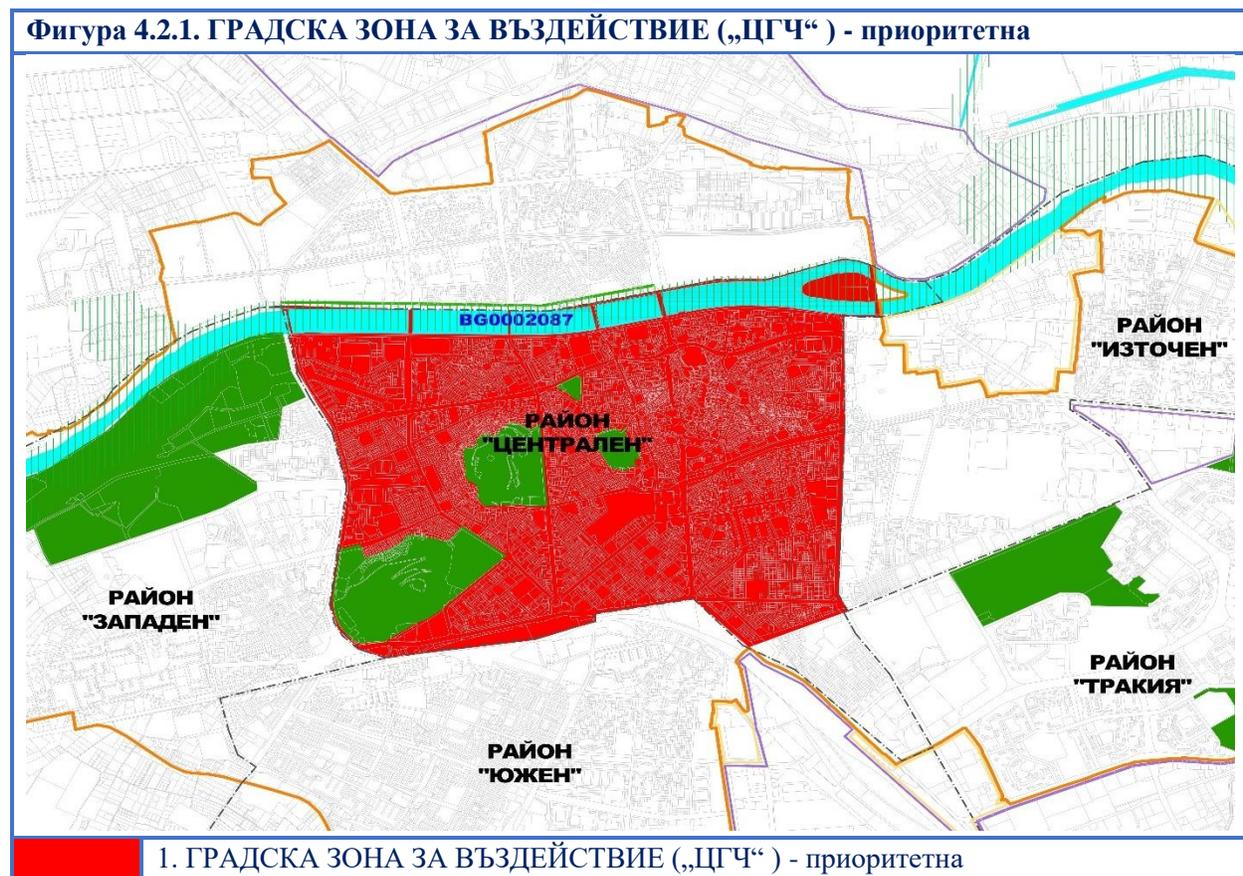 Фигура 4.2.1. ГРАДСКА ЗОНА ЗА ВЪЗДЕЙСТВИЕ („ЦГЧ“ ) - приоритетна
BG0002087
РАЙОН
"ИЗТОЧЕН"
РАЙОН
"ЦЕНТРАЛЕН"
РАЙОН
"ЗАПАДЕН"
РАЙОН
"ТРАКИЯ"
РАЙОН
"ЮЖЕН"
1. ГРАДСКА ЗОНА ЗА ВЪЗДЕЙСТВИЕ („ЦГЧ“ ) - приоритетна